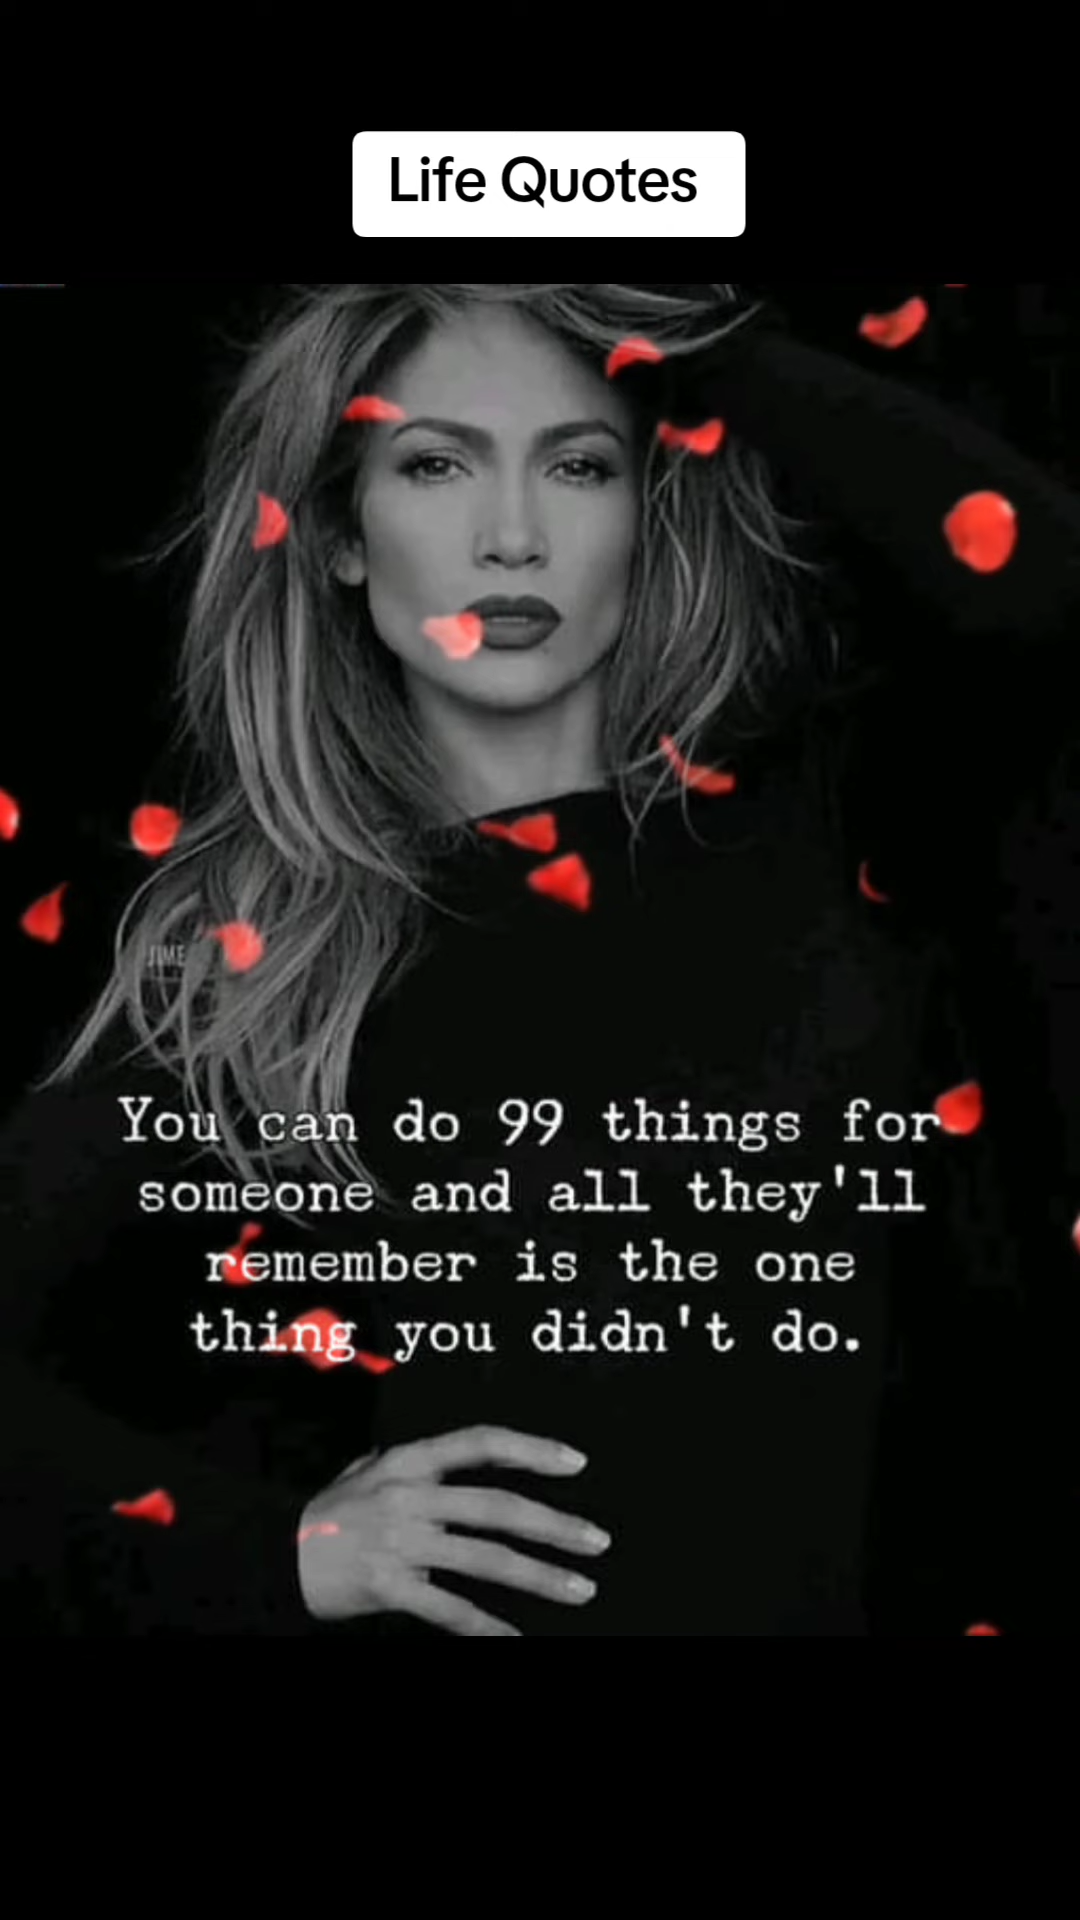 Life Quotes
JIME
You can do 99 things for
someone and all they'll
remember is the one
thing you didn't do.